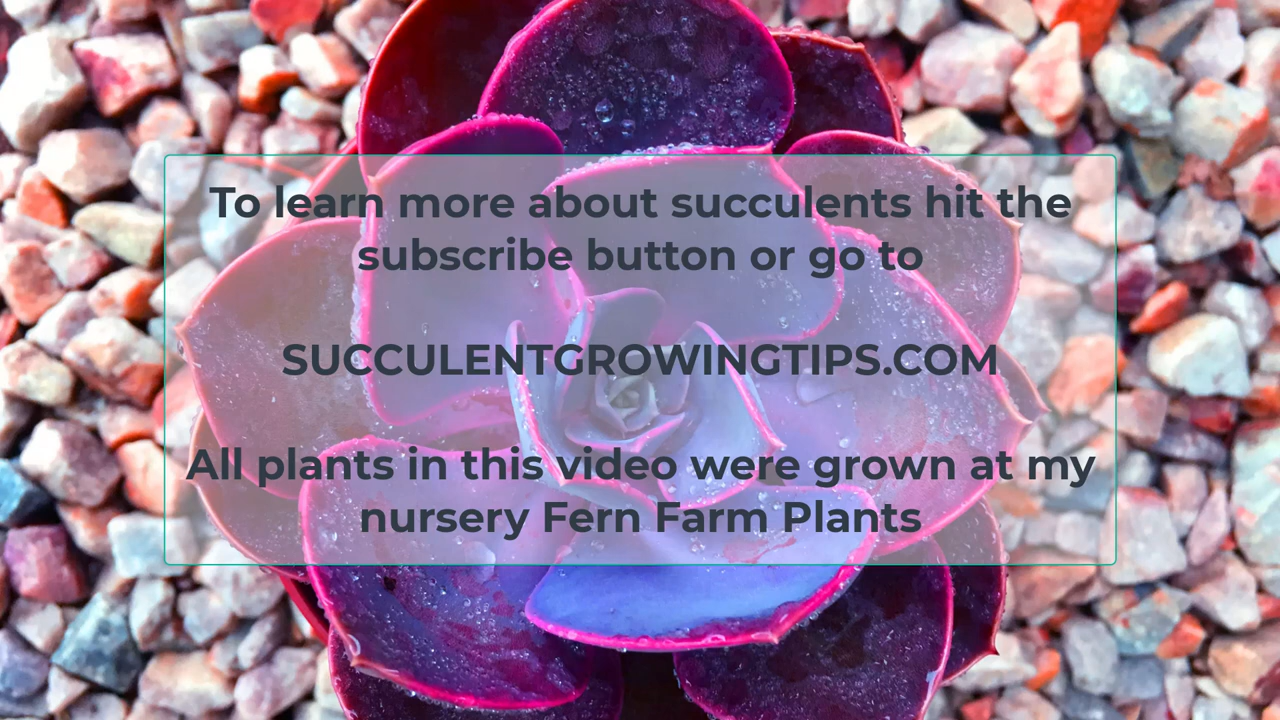 To learn more about succulents hit the
subscribe button or go to
SUCCULENTGROWINGTIPS.COM
All plants in this video were grown at my
nursery Fern Farm Plants